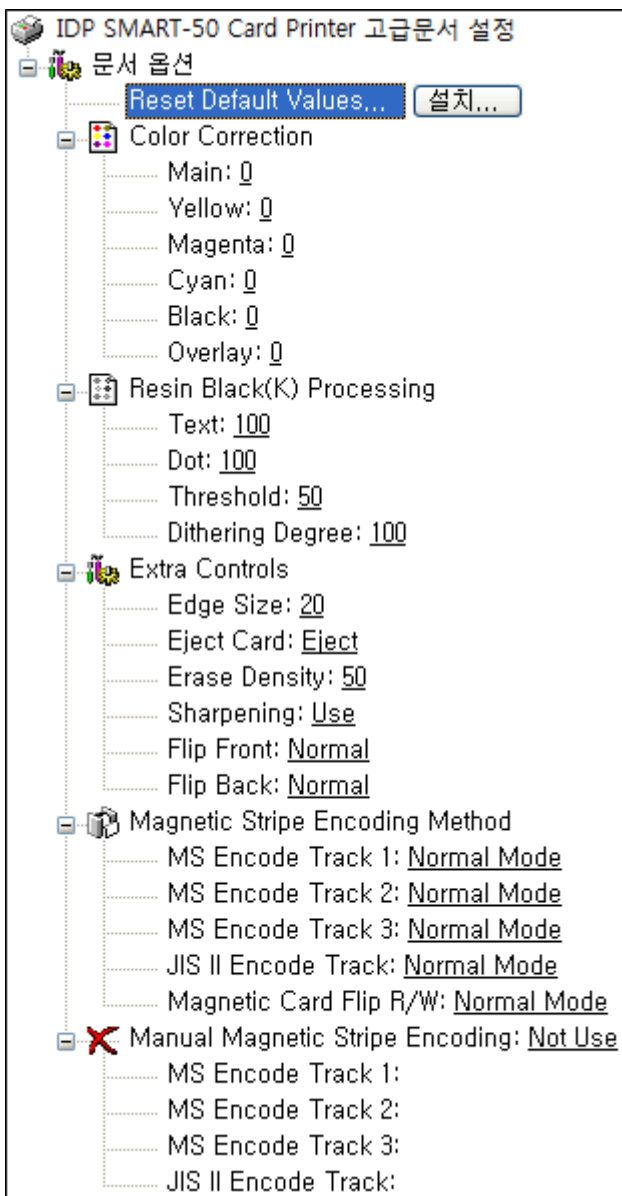 IDP SMART-50 Card Printer 고급문서 설정
문서 옵션
Reset Default Values... 설치...
Color Correction
Main: 0
Yellow: 0
Magenta: 0
Cyan: 0
Black: 0
Overlay: 0
Resin Black(K) Processing
Text: 100
Dot: 100
Threshold: 50
Dithering Degree: 100
Extra Controls
Edge Size: 20
Eject Card: Eject
Erase Density: 50
Sharpening: Use
Flip Front: Normal
Flip Back: Normal
Magnetic Stripe Encoding Method
MS Encode Track 1: Normal Mode
MS Encode Track 2: Normal Mode
MS Encode Track 3: Normal Mode
JIS II Encode Track: Normal Mode
Magnetic Card Flip R/W: Normal Mode
Manual Magnetic Stripe Encoding: Not Use
MS Encode Track 1:
MS Encode Track 2:
MS Encode Track 3:
JIS II Encode Track: